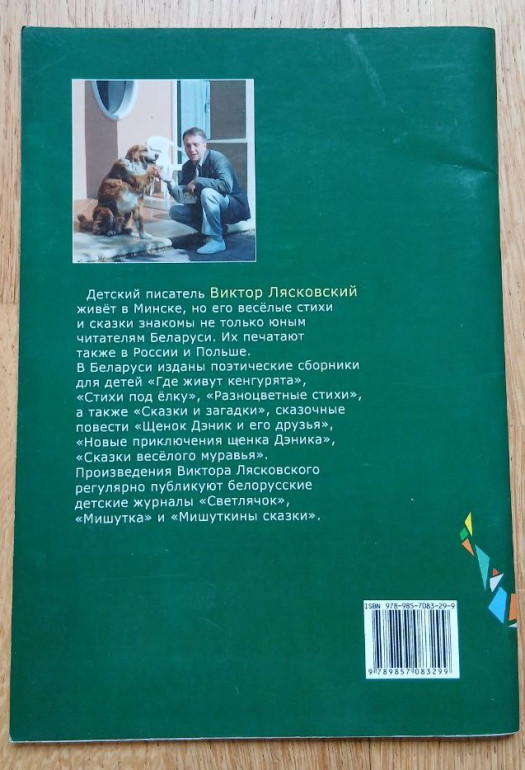 Детский писатель Виктор Лясковский
живёт в Минске, но его весёлые стихи
и сказки знакомы не только юным
читателям Беларуси. Их печатают
также в России и Польше.
В Беларуси изданы поэтические сборники
для детей «Где живут кенгурята»,
«Стихи под ёлку», «Разноцветные стихи»,
а также «Сказки и загадки», сказочные
повести «Щенок Дэник и его друзья»,
«Новые приключения щенка Дэника»,
«Сказки весёлого муравья».
Произведения Виктора Лясковского
регулярно публикуют белорусские
детские журналы «Светлячок»,
«Мишутка» и «Мишуткины сказки».
ISBN 978-985-7083-29-9
9 789857 083299